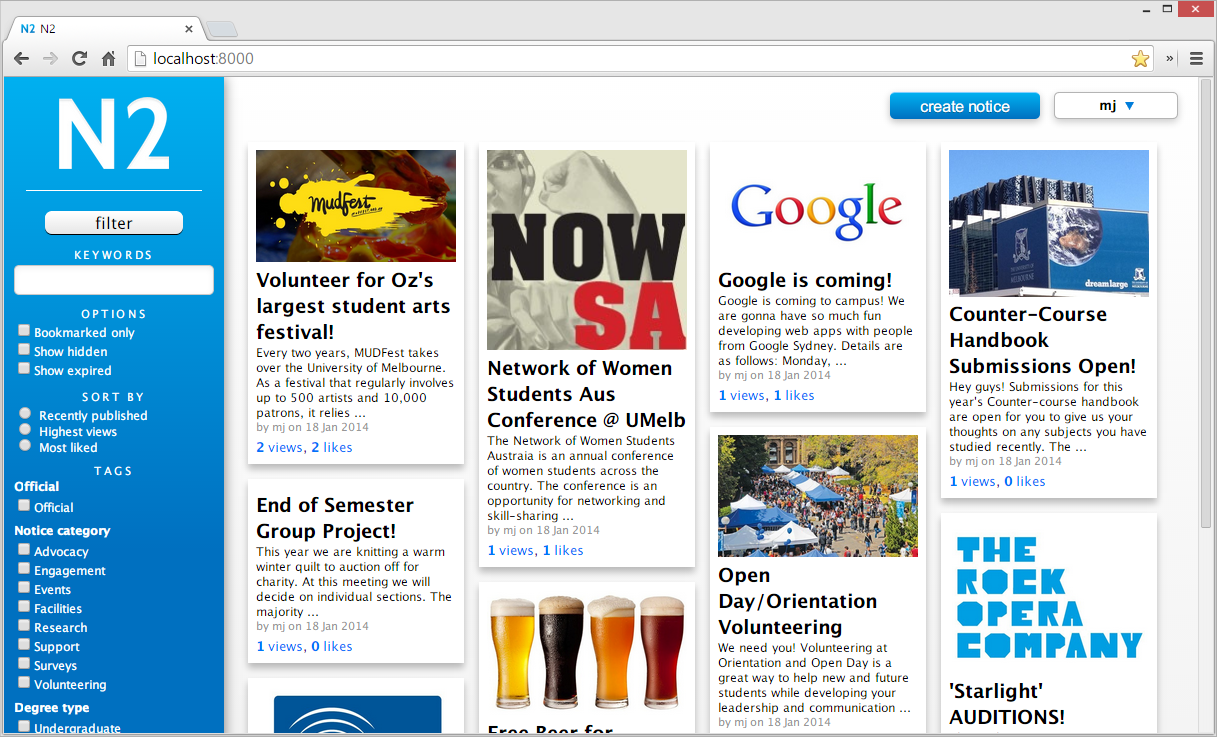 N2 N2
localhost:8000
N2
filter
KEYWORDS
OPTIONS
Bookmarked only
Show hidden
Show expired
SORT BY
Recently published
Highest views
Most liked
TAGS
Official
Official
Notice category
Advocacy
Engagement
Events
Facilities
Research
Support
Surveys
Volunteering
Degree type
Undergraduate
create notice
mj ▼
mudfest
Volunteer for Oz's
largest student arts
festival!
Every two years, MUDFest takes
over the University of Melbourne.
As a festival that regularly involves
up to 500 artists and 10,000
patrons, it relies ...
by mj on 18 Jan 2014
2 views, 2 likes
End of Semester
Group Project!
This year we are knitting a warm
winter quilt to auction off for
charity. At this meeting we will
decide on individual sections. The
majority ...
by mj on 18 Jan 2014
1 views, 0 likes
NOW
SA
Network of Women
Students Aus
Conference @ UMelb
The Network of Women Students
Austraia is an annual conference
of women students across the
country. The conference is an
opportunity for networking and
skill-sharing ...
by mj on 18 Jan 2014
1 views, 1 likes
Free Beer for
Google
Google is coming!
Google is coming to campus! We
are gonna have so much fun
developing web apps with people
from Google Sydney. Details are
as follows: Monday, ...
by mj on 18 Jan 2014
1 views, 1 likes
Open
Day/Orientation
Volunteering
We need you! Volunteering at
Orientation and Open Day is a
great way to help new and future
students while developing your
leadership and communication ...
by mj on 18 Jan 2014
dreamlarge
Counter-Course
Handbook
Submissions Open!
Hey guys! Submissions for this
year's Counter-course handbook
are open for you to give us your
thoughts on any subjects you have
studied recently. The ...
by mj on 18 Jan 2014
1 views, 0 likes
THE
ROCK
OPERA
COMPANY
'Starlight'
AUDITIONS!